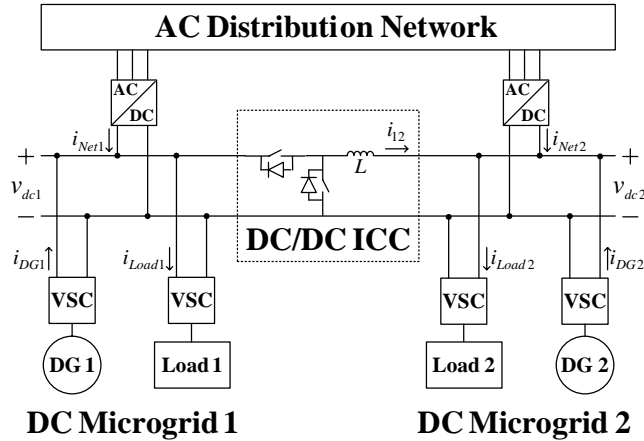 AC Distribution Network
AC
DC
AC
DC
i_Net1
i_12
i_Net2
L
+
+
v_dc1
v_dc2
−
−
DC/DC ICC
i_DG1
i_Load1
i_Load2
i_DG2
VSC
VSC
VSC
VSC
DG 1
Load 1
Load 2
DG 2
DC Microgrid 1
DC Microgrid 2